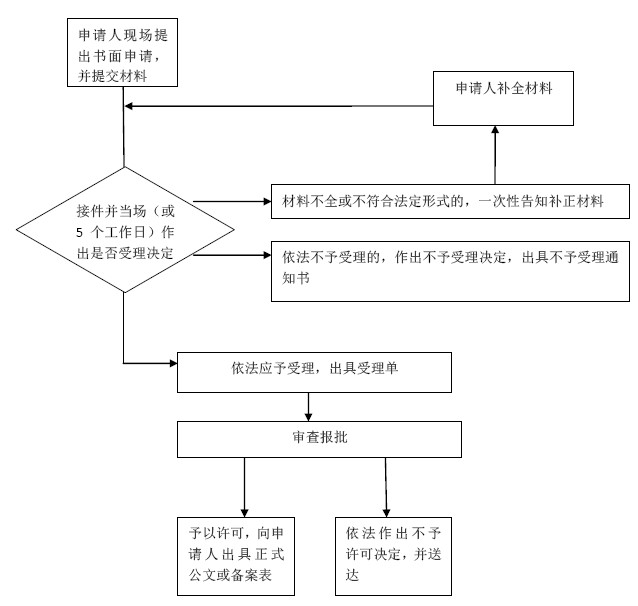 申请人现场提
出书面申请，
并提交材料
申请人补全材料
接件并当场（或
5 个工作日）作
出是否受理决定
材料不全或不符合法定形式的，一次性告知补正材料
依法不予受理的，作出不予受理决定，出具不予受理通
知书
依法应予受理，出具受理单
审查报批
予以许可，向申
请人出具正式
公文或备案表
依法作出不予
许可决定，并送
达